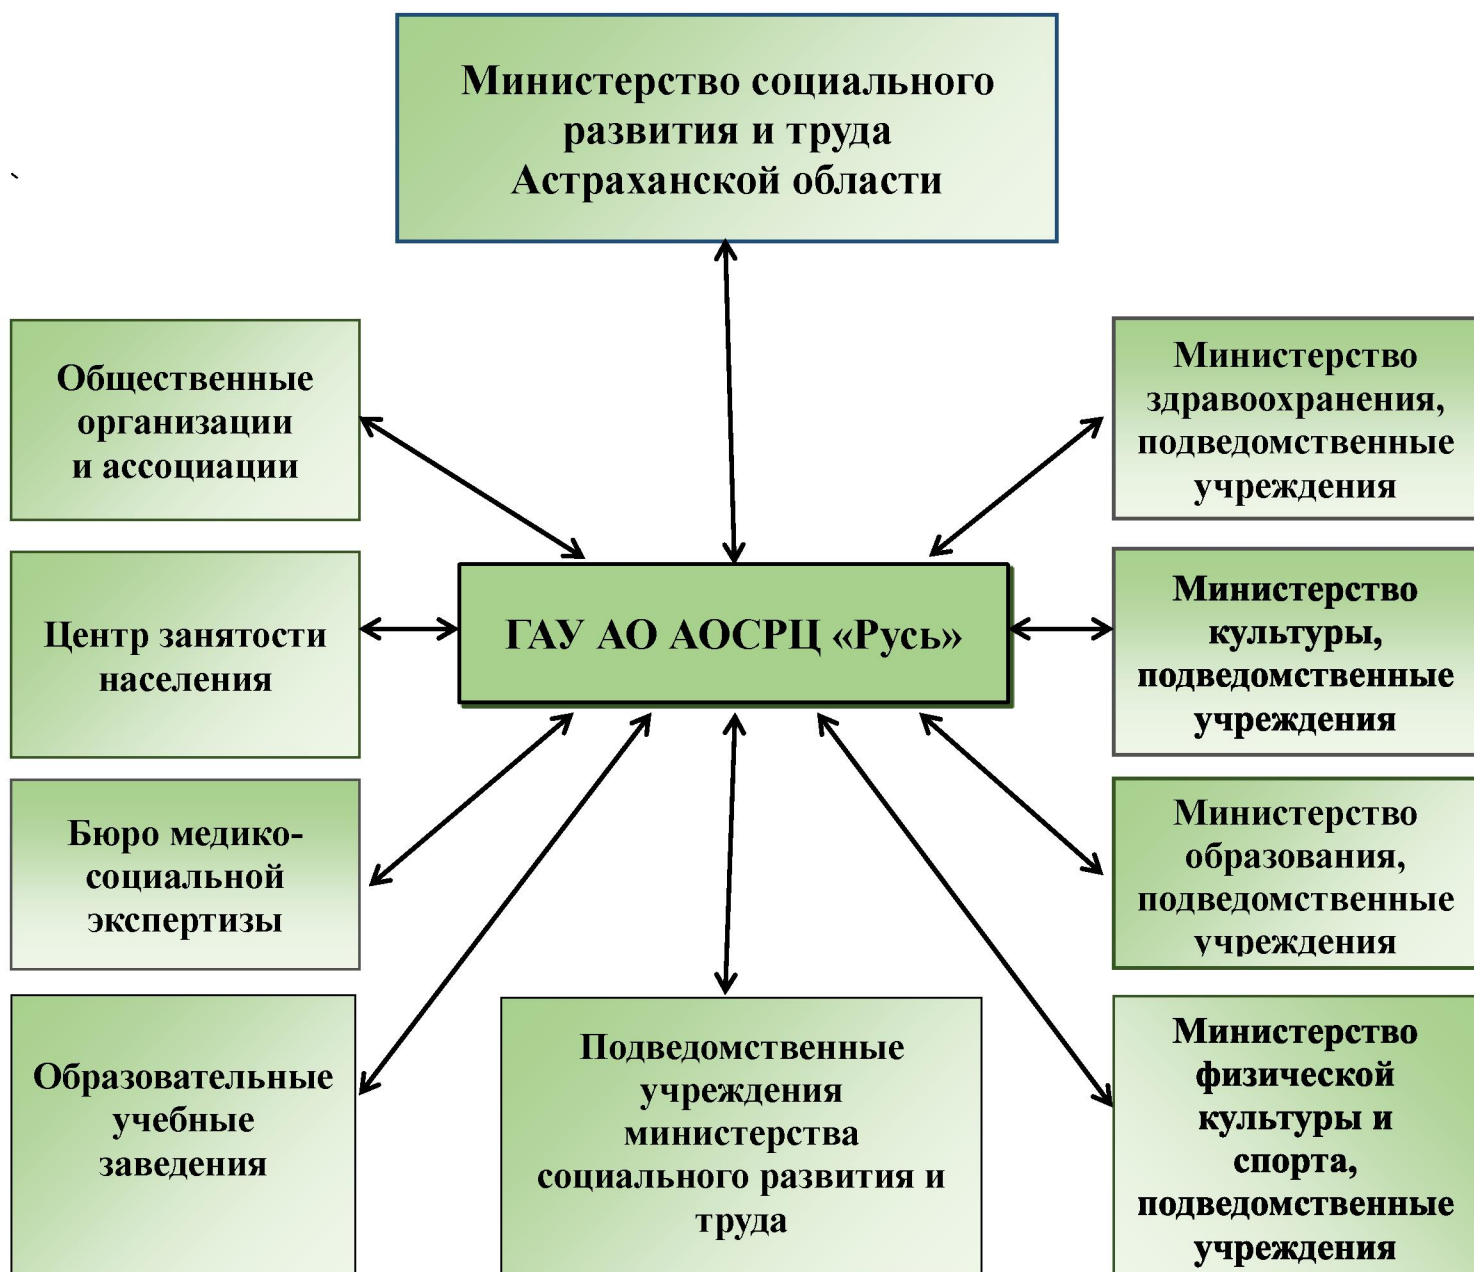 Министерство социального
развития и труда
Астраханской области
Общественные
организации
и ассоциации
Министерство
здравоохранения,
подведомственные
учреждения
Центр занятости
населения
ГАУ АО АОСРЦ «Русь»
Министерство
культуры,
подведомственные
учреждения
Бюро медико-
социальной
экспертизы
Министерство
образования,
подведомственные
учреждения
Образовательные
учебные
заведения
Подведомственные
учреждения
министерства
социального развития и
труда
Министерство
физической
культуры и
спорта,
подведомственные
учреждения